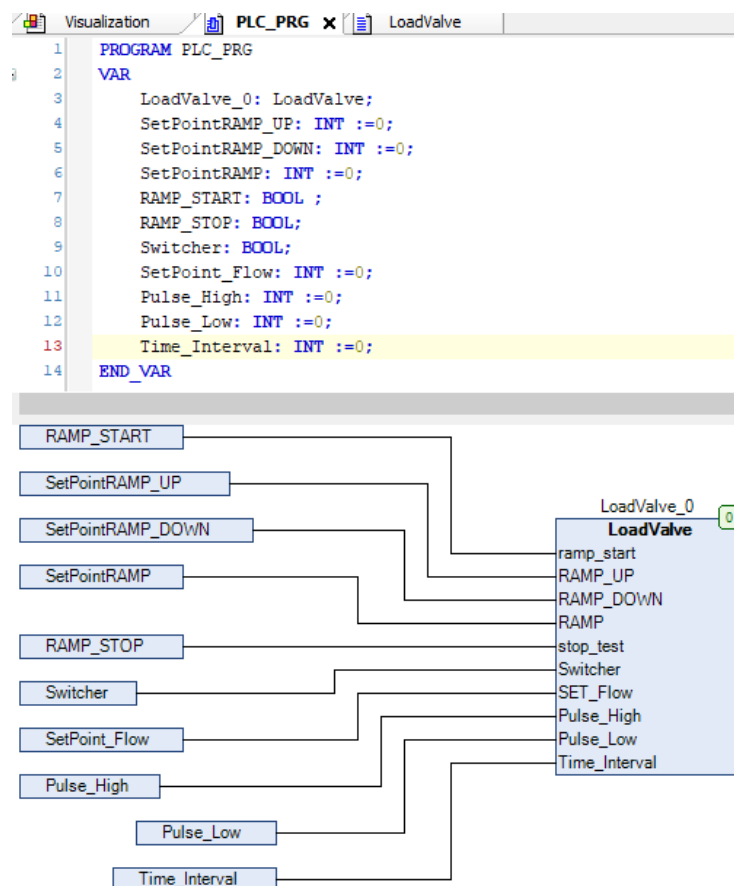 Visualization PLC_PRG x LoadValve
1 PROGRAM PLC_PRG
2 VAR
3 LoadValve_0: LoadValve;
4 SetPointRAMP_UP: INT :=0;
5 SetPointRAMP_DOWN: INT :=0;
6 SetPointRAMP: INT :=0;
7 RAMP_START: BOOL ;
8 RAMP_STOP: BOOL;
9 Switcher: BOOL;
10 SetPoint_Flow: INT :=0;
11 Pulse_High: INT :=0;
12 Pulse_Low: INT :=0;
13 Time_Interval: INT :=0;
14 END_VAR
RAMP_START
SetPointRAMP_UP
SetPointRAMP_DOWN
SetPointRAMP
RAMP_STOP
Switcher
SetPoint_Flow
Pulse_High
Pulse_Low
Time_Interval
LoadValve_0
0
LoadValve
ramp_start
RAMP_UP
RAMP_DOWN
RAMP
stop_test
Switcher
SET_Flow
Pulse_High
Pulse_Low
Time_Interval